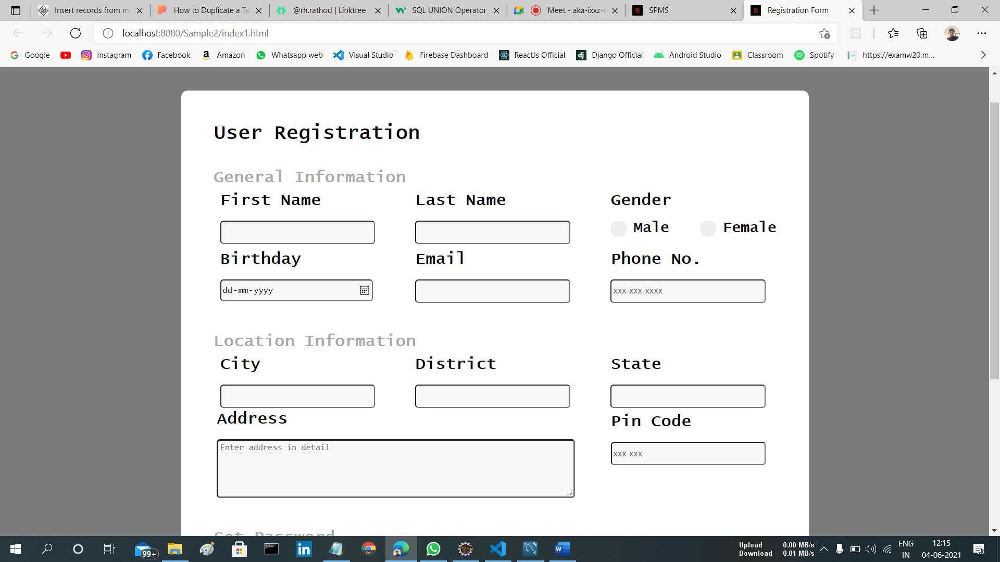 Insert records from mu
How to Duplicate a Ta
@rh.rathod | Linktree
SQL UNION Operator
Meet - aka-ixxz-r
SPMS
Registration Form
localhost:8080/Sample2/index1.html
Google
Instagram
Facebook
Amazon
Whatsapp web
Visual Studio
Firebase Dashboard
ReactJs Official
Django Official
Android Studio
Classroom
Spotify
https://examw20.m...
User Registration
General Information
First Name Last Name Gender
Male Female
Birthday Email Phone No.
dd-mm-yyyy xxx-xxx-xxxx
Location Information
City District State
Address Pin Code
Enter address in detail xxx-xxx
Set Password
99+
Upload 0.00 MB/s
Download 0.01 MB/s
ENG
IN
12:15
04-06-2021